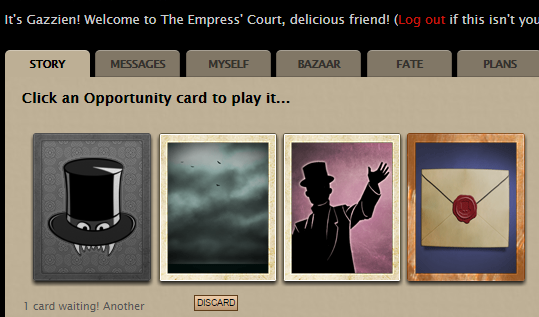 It's Gazzien! Welcome to The Empress' Court, delicious friend! (Log out if this isn't you
STORY MESSAGES MYSELF BAZAAR FATE PLANS
Click an Opportunity card to play it...
1 card waiting! Another
DISCARD